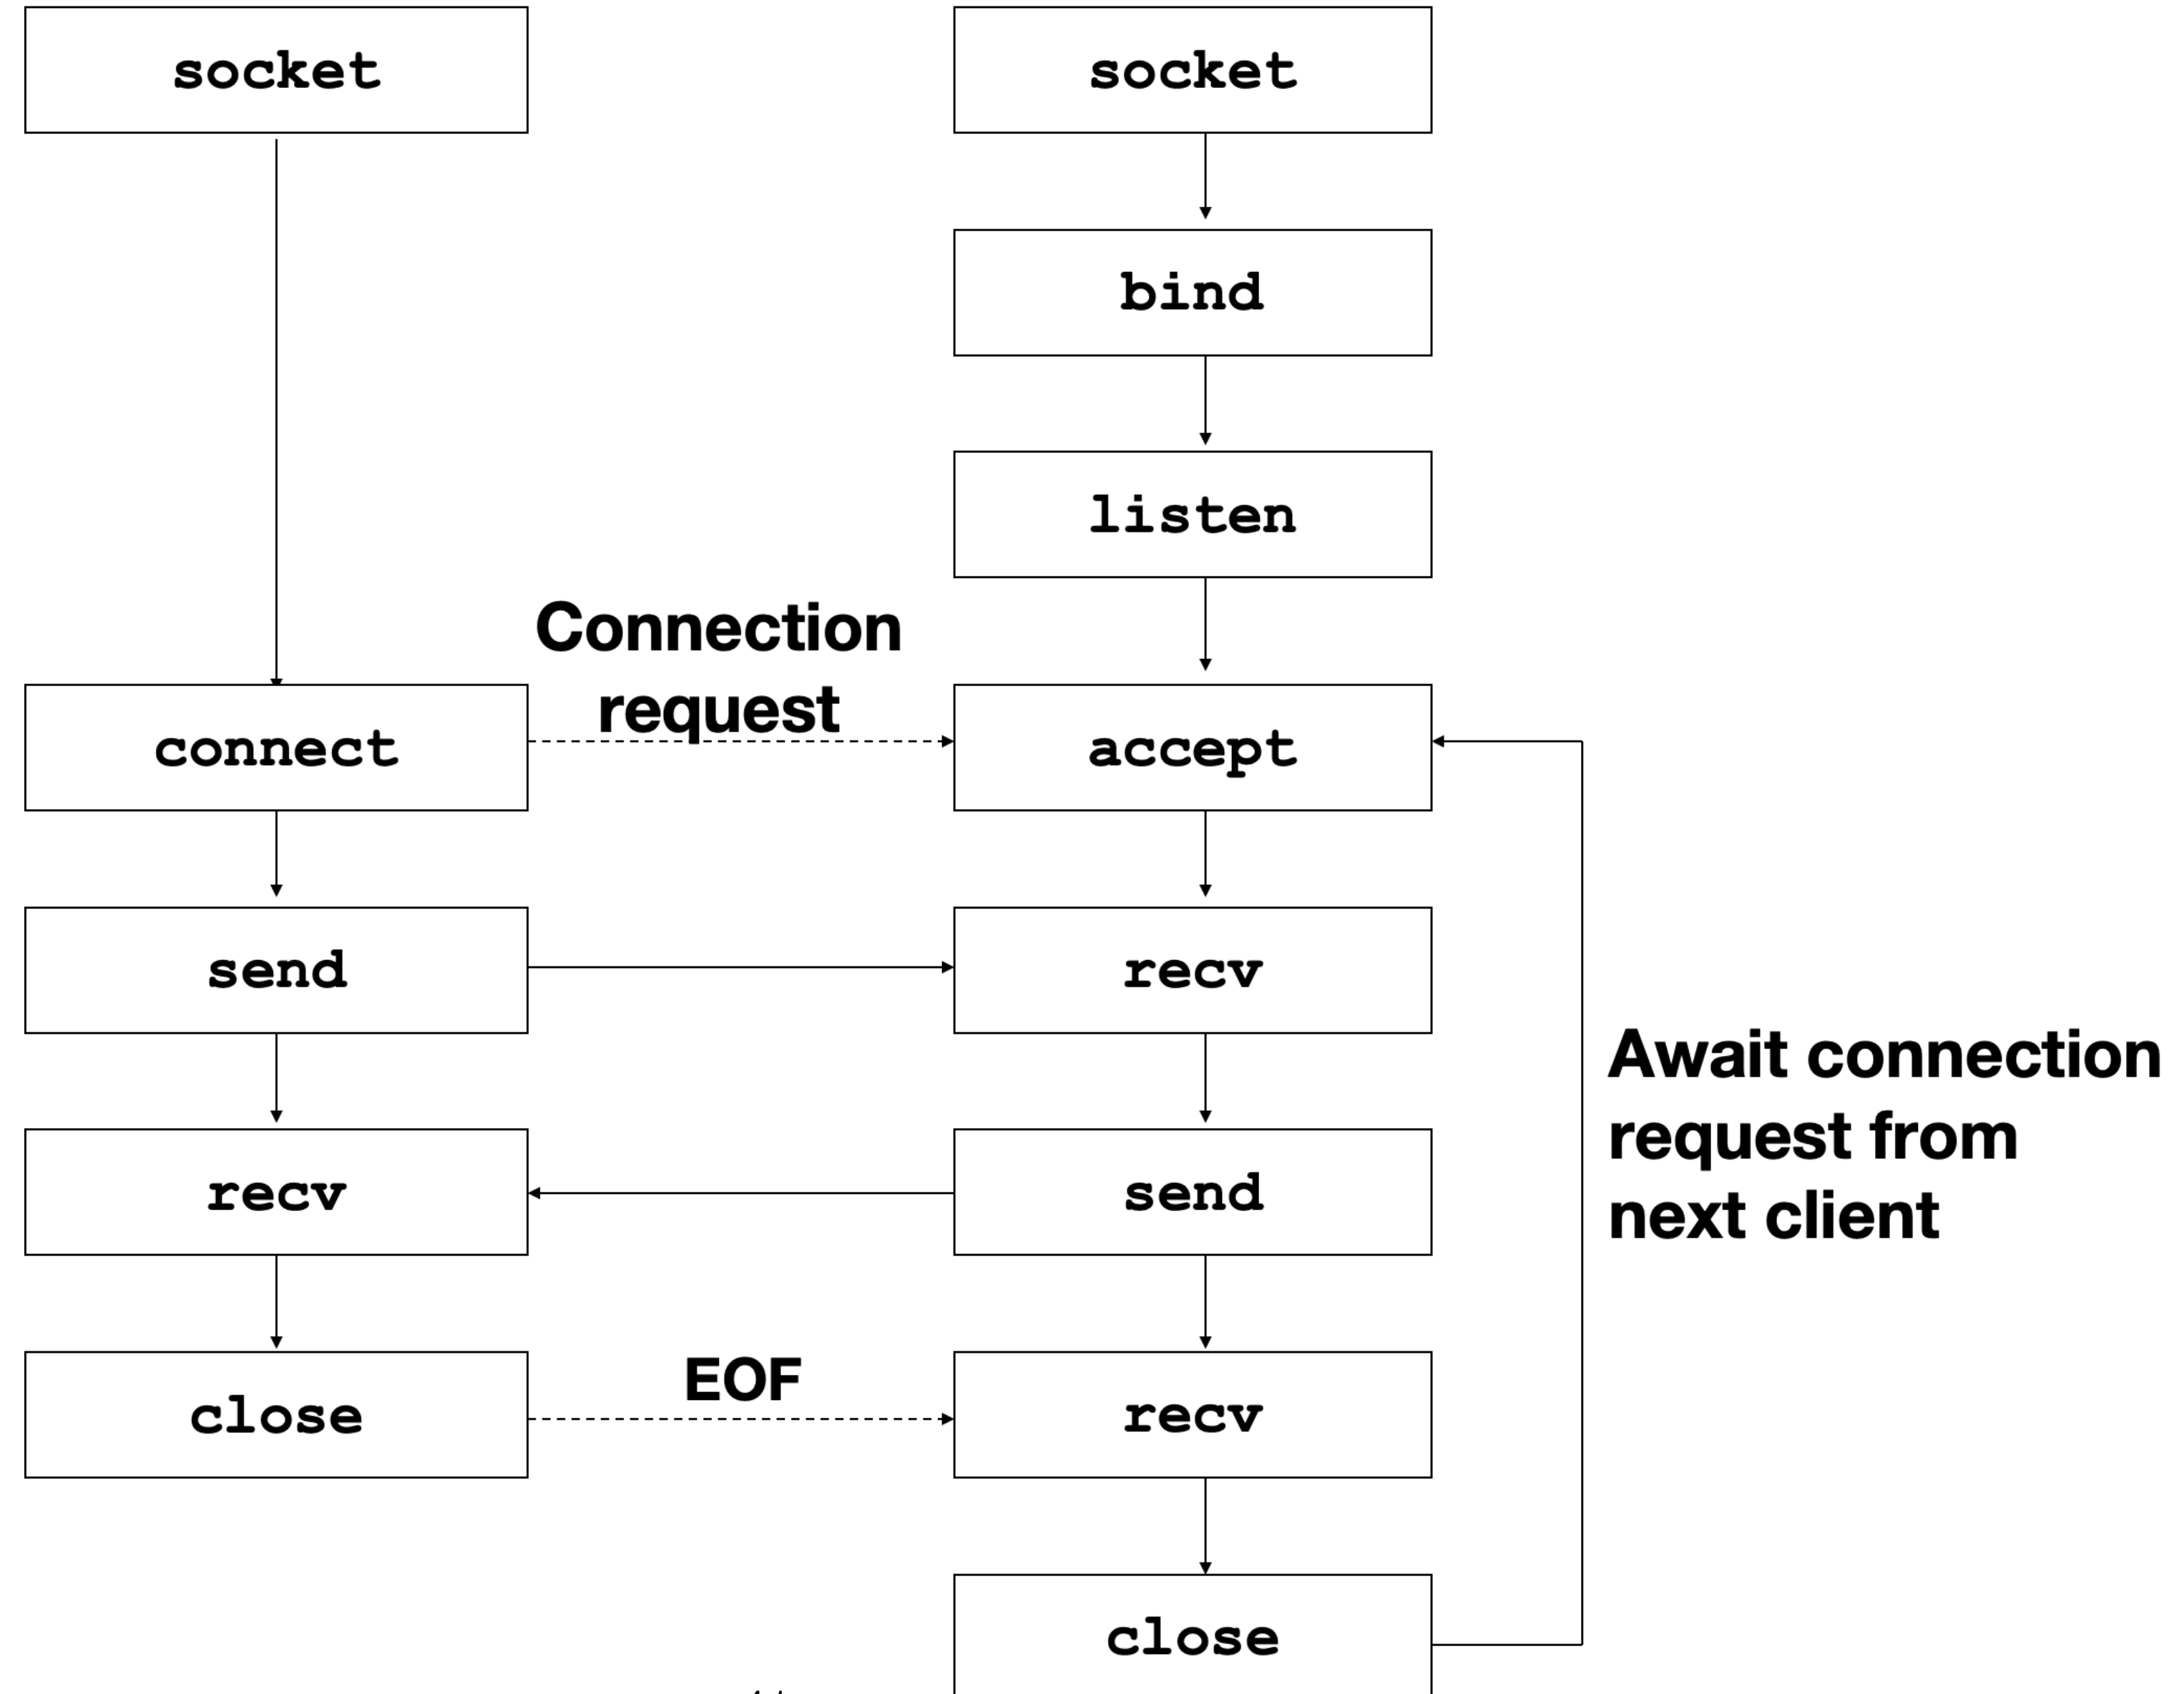 socket
socket
bind
listen
Connection
request
connect
accept
send
recv
Await connection
request from
next client
recv
send
EOF
close
recv
close